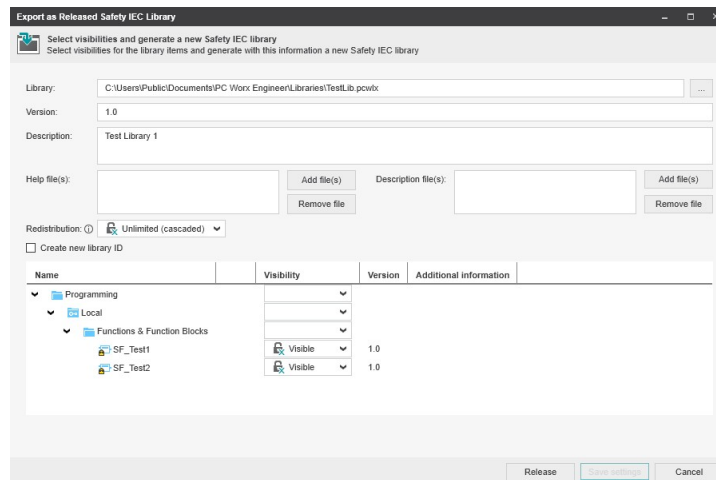 Export as Released Safety IEC Library
Select visibilities and generate a new Safety IEC library
Select visibilities for the library items and generate with this information a new Safety IEC library
Library: C:\Users\Public\Documents\PC Worx Engineer\Libraries\TestLib.pcwlx ...
Version: 1.0
Description: Test Library 1
Help file(s): Add file(s) Description file(s): Add file(s)
Remove file Remove file
Redistribution: Unlimited (cascaded)
Create new library ID
Name Visibility Version Additional information
Programming
Local
Functions & Function Blocks
SF_Test1 Visible 1.0
SF_Test2 Visible 1.0
Release Save settings Cancel